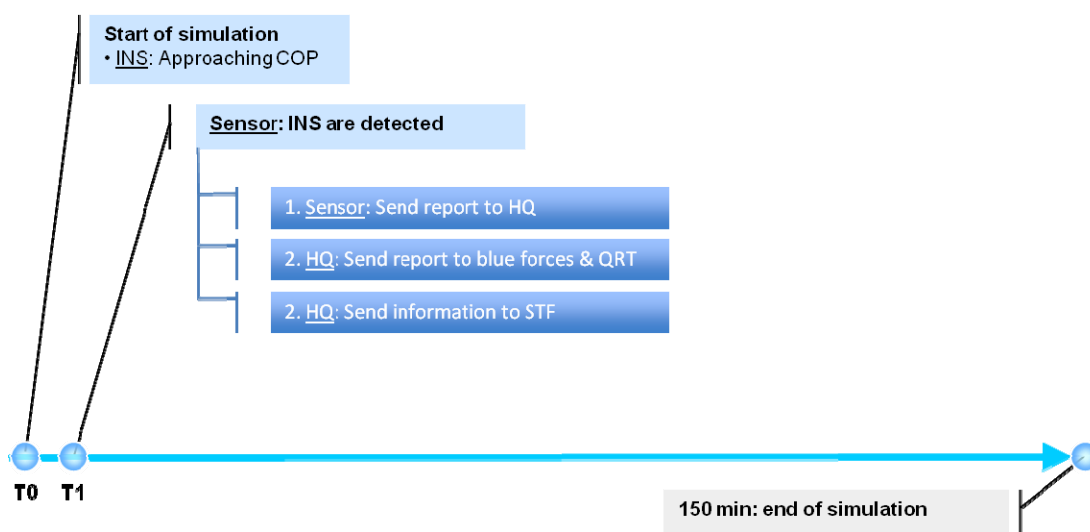 Start of simulation
• INS: Approaching COP
Sensor: INS are detected
1. Sensor: Send report to HQ
2. HQ: Send report to blue forces & QRT
2. HQ: Send information to STF
T0 T1
150 min: end of simulation